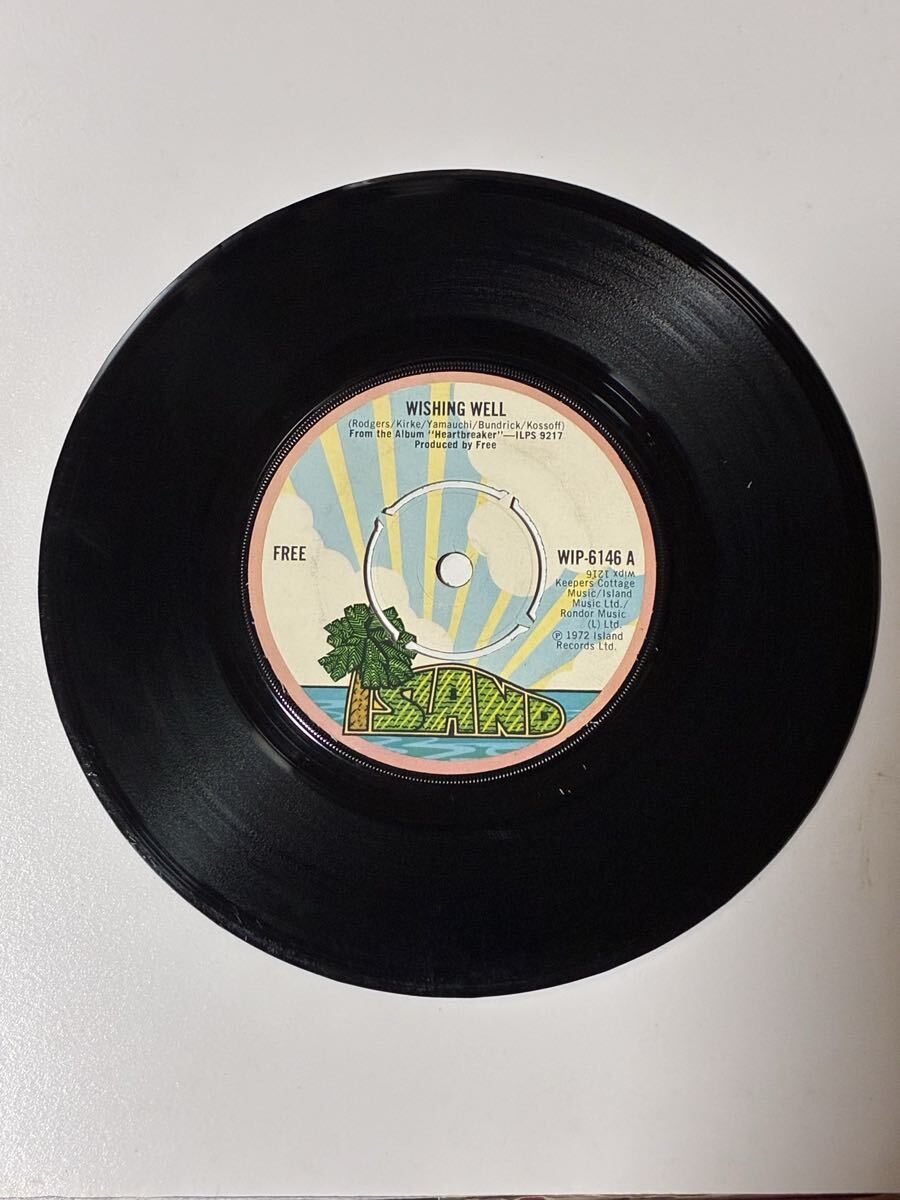 WISHING WELL
(Rodgers/Kirke/Yamauchi/Bundrick/Kossoff)
From the Album "Heartbreaker"—ILPS 9217
Produced by Free
FREE
WIP-6146 A
WIPX 1216
Keepers Cottage
Music/Island
Music Ltd./
Rondor Music
(L) Ltd.
Ⓟ 1972 Island
Records Ltd.
ISLAND